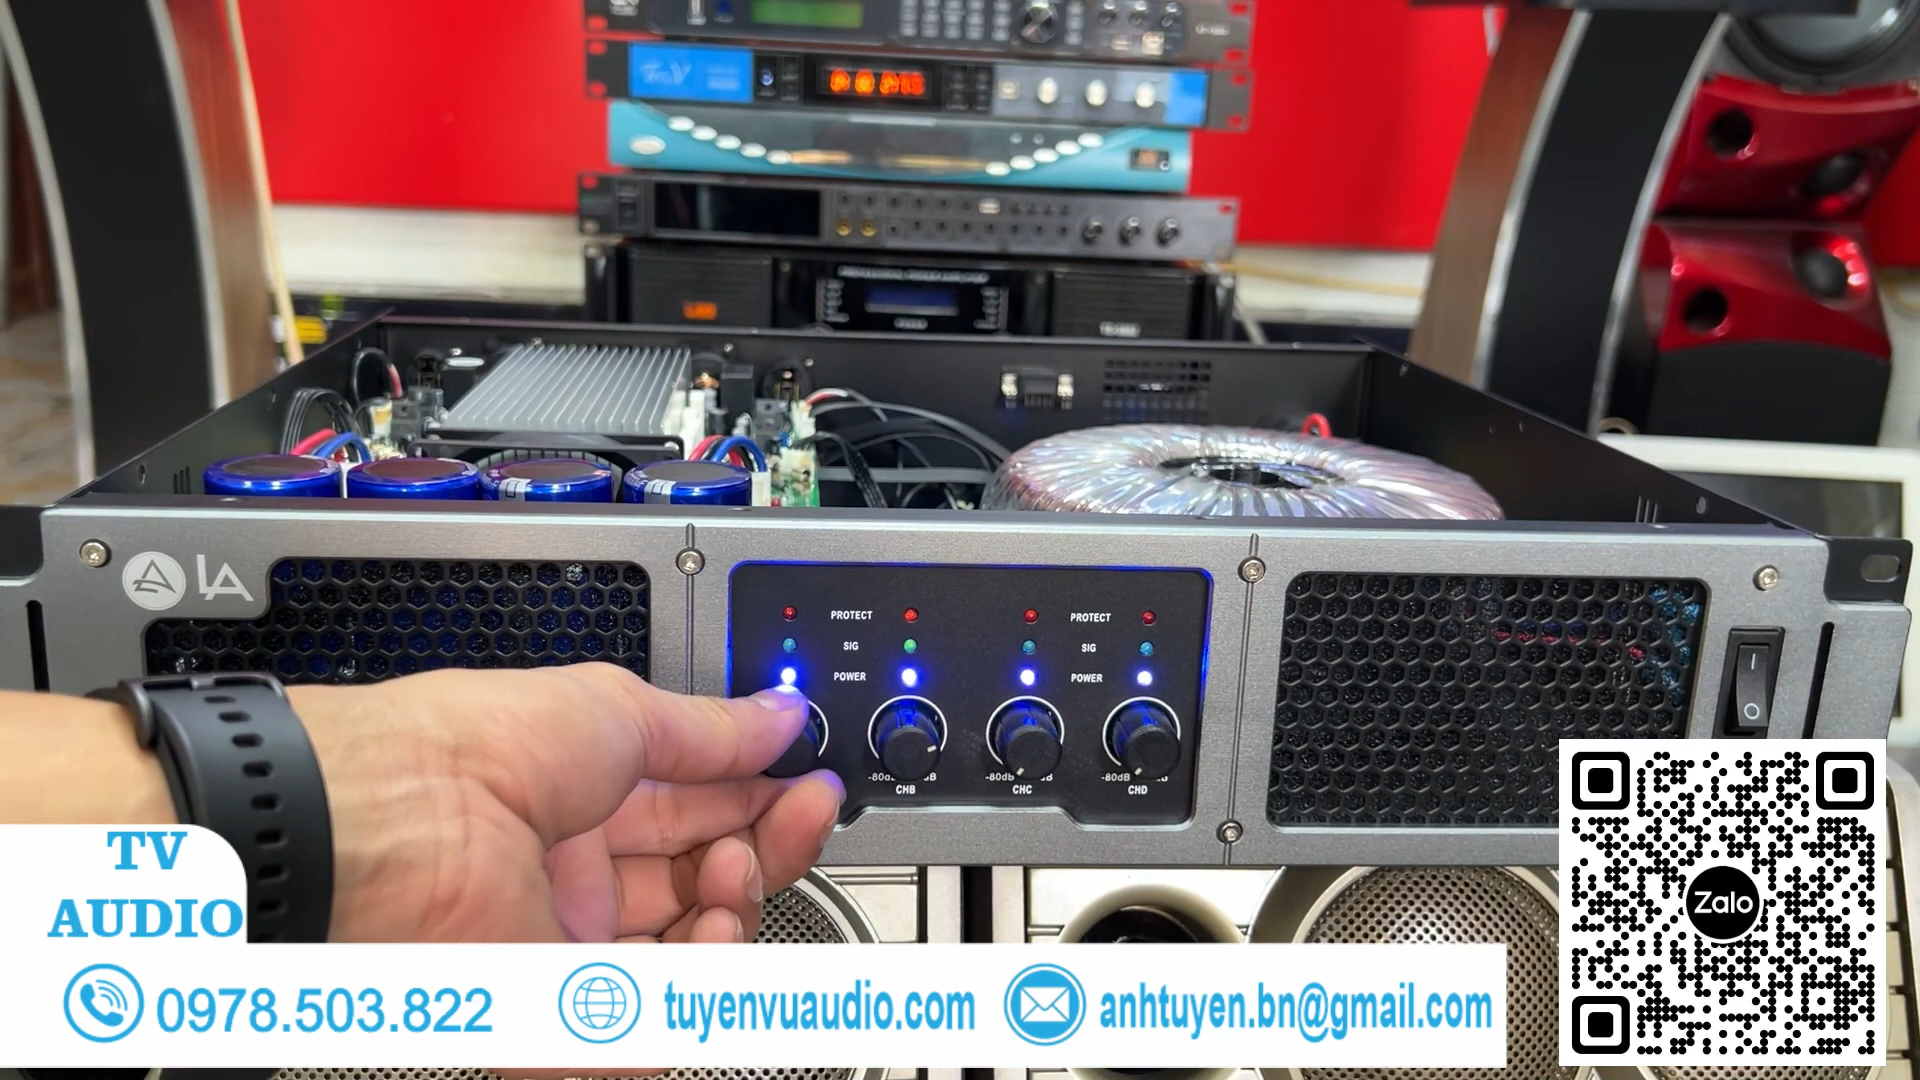 LA
PROTECT
PROTECT
SIG
SIG
POWER
POWER
-80dB
-80dB
CHB
CHC
CHD
TV
AUDIO
0978.503.822
tuyenvuaudio.com
anhtuyen.bn@gmail.com
Zalo